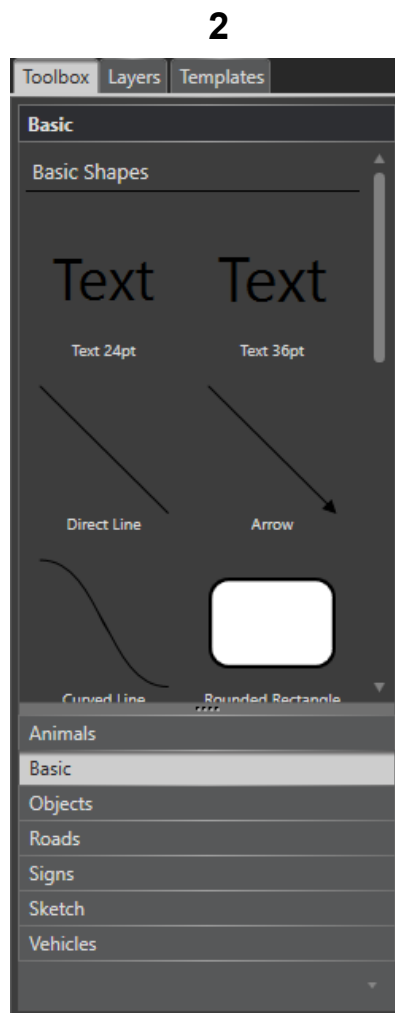 2
Toolbox Layers Templates
Basic
Basic Shapes
Text Text
Text 24pt Text 36pt
Direct Line Arrow
Curved Line Rounded Rectangle
Animals
Basic
Objects
Roads
Signs
Sketch
Vehicles